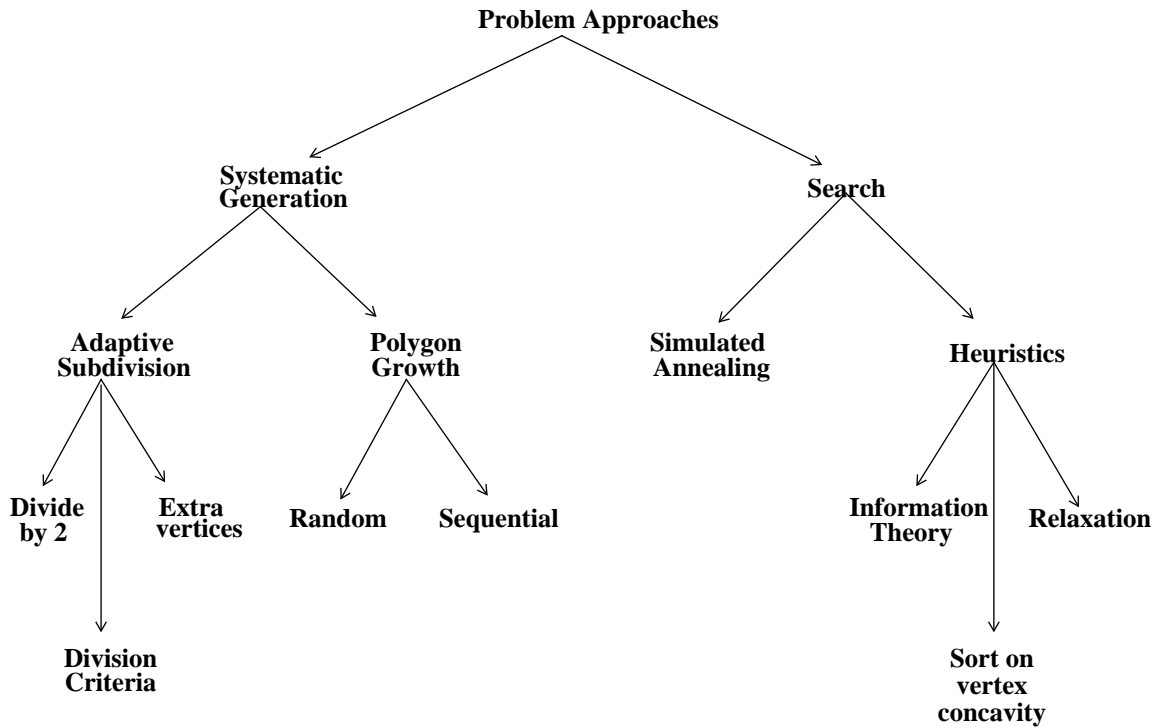 Problem Approaches
Systematic
Generation
Search
Adaptive
Subdivision
Polygon
Growth
Simulated
Annealing
Heuristics
Divide
by 2
Extra
vertices
Random
Sequential
Information
Theory
Relaxation
Division
Criteria
Sort on
vertex
concavity